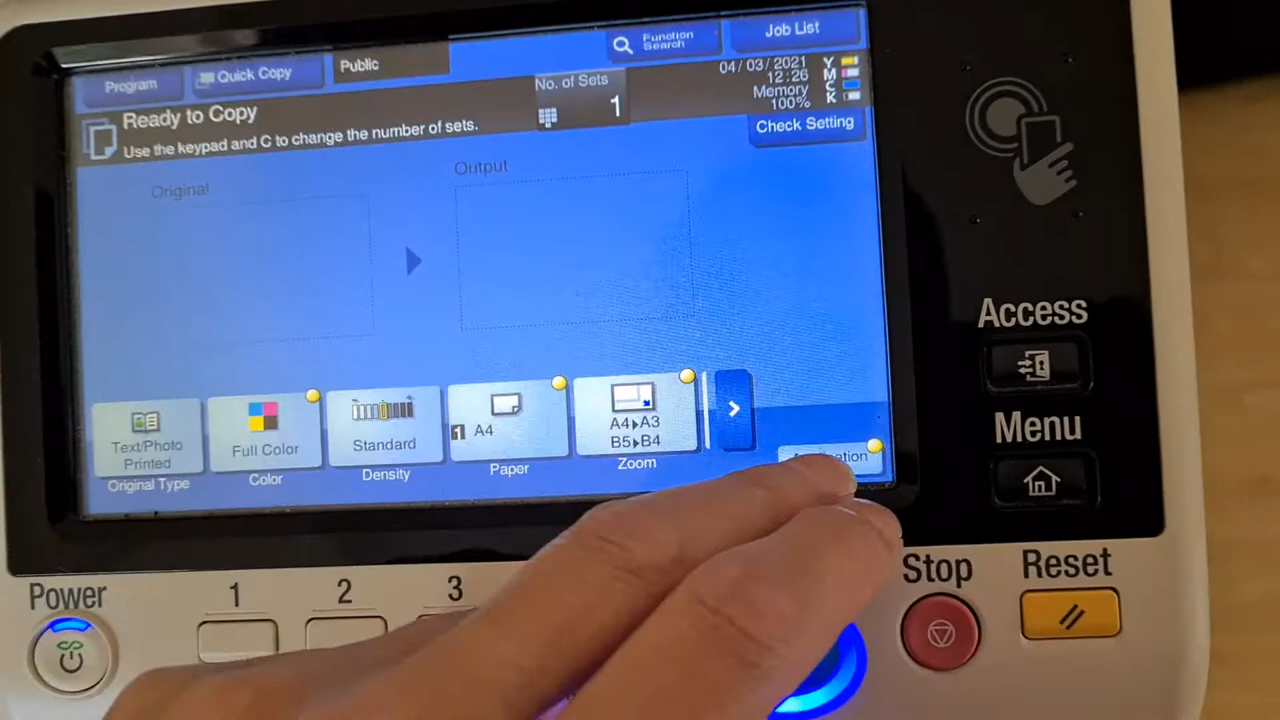 Program
Quick Copy
Public
Function
Search
Job List
Ready to Copy
Use the keypad and C to change the number of sets.
No. of Sets
1
04/03/2021
12:26
Memory
100%
Y
M
C
K
Check Setting
Original
Output
Text/Photo
Printed
Original Type
Full Color
Color
Standard
Density
1 A4
Paper
A4▶A3
B5▶B4
Zoom
Access
Menu
Power
1
2
3
Stop
Reset